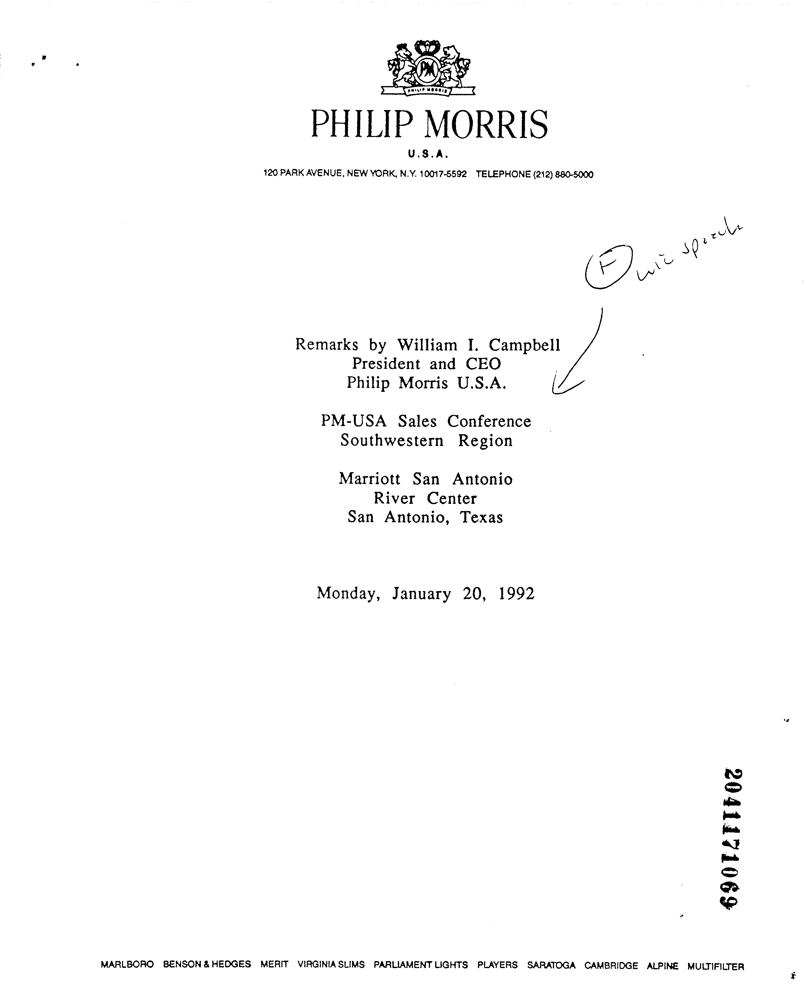 PM
PHILIP MORRIS
PHILIP MORRIS
U.S.A.
120 PARK AVENUE, NEW YORK, N.Y. 10017-5592 TELEPHONE (212) 880-5000
F
Remarks by William I. Campbell
President and CEO
Philip Morris U.S.A.
PM-USA Sales Conference
Southwestern Region
Marriott San Antonio
River Center
San Antonio, Texas
Monday, January 20, 1992
2041171069
MARLBORO BENSON & HEDGES MERIT VIRGINIA SLIMS PARLIAMENT LIGHTS PLAYERS SARATOGA CAMBRIDGE ALPINE MULTIFILTER